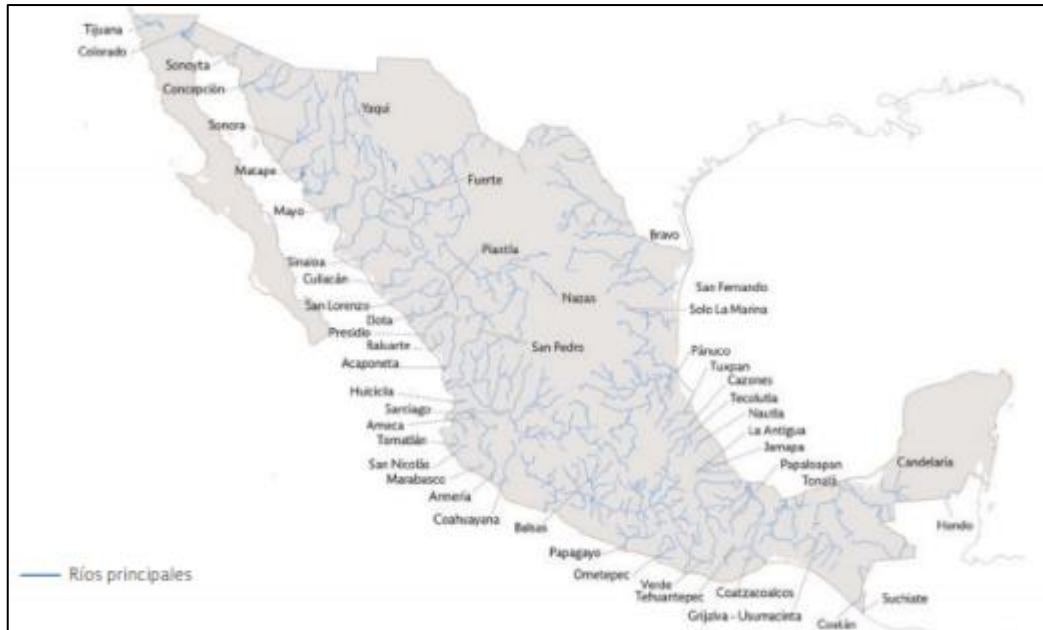 Tijuana
Colorado
Sonoyta
Concepción
Yaqui
Sonora
Matape
Fuerte
Mayo
Bravo
Piaxtla
Sinaloa
Culiacán
San Fernando
Nazas
San Lorenzo
Soto La Marina
Elota
Presidio
San Pedro
Baluarte
Pánuco
Acaponeta
Tuxpan
Cazones
Huicicila
Tecolutla
Santiago
Nautla
Ameca
La Antigua
Tomatlán
Jamapa
San Nicolás
Papaloapan
Candelaria
Marabasco
Tonalá
Armería
Coahuayana
Balsas
Hondo
Papagayo
Ometepec
Ríos principales
Verde
Tehuantepec
Coatzacoalcos
Suchiate
Grijalva - Usumacinta
Coatán